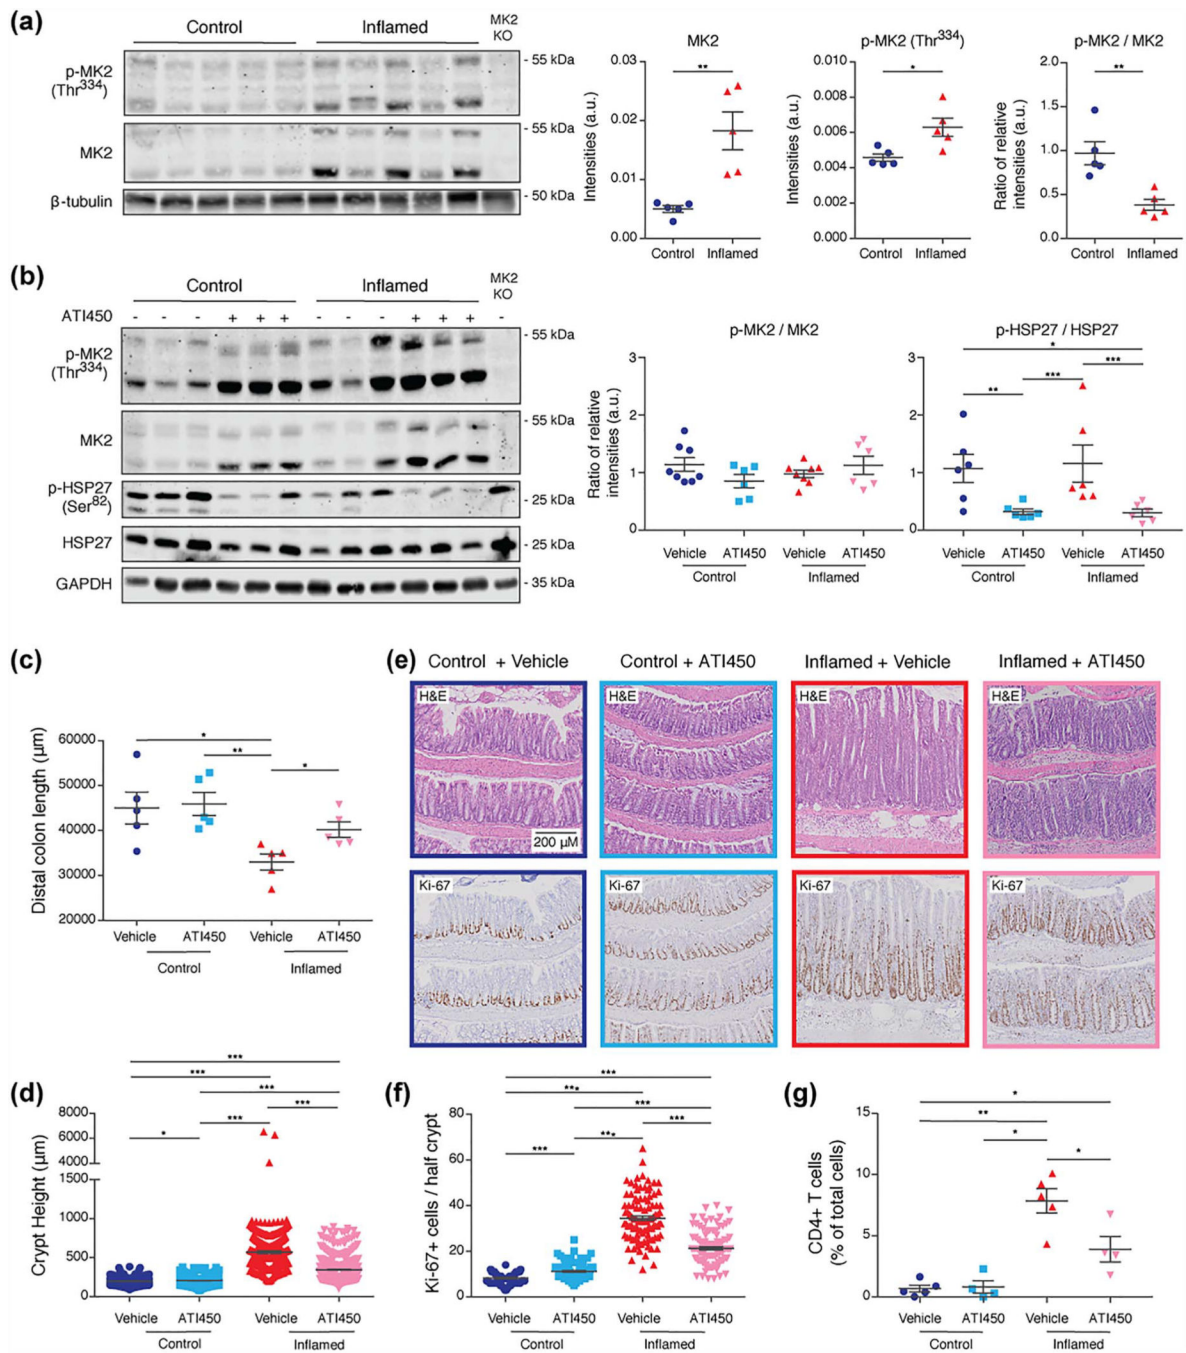 (a)
Control
Inflamed
MK2
KO
p-MK2
(Thr334)
- 55 kDa
MK2
- 55 kDa
β-tubulin
- 50 kDa
MK2
Intensities (a.u.)
0.03
0.02
0.01
0.00
**
Control
Inflamed
p-MK2 (Thr334)
Intensities (a.u.)
0.010
0.008
0.006
0.004
0.002
0.000
*
Control
Inflamed
p-MK2 / MK2
Ratio of relative
intensities (a.u.)
2.0
1.5
1.0
0.5
0.0
**
Control
Inflamed
(b)
Control
Inflamed
MK2
KO
ATI450
- - - + + + - - - + + + -
p-MK2
(Thr334)
- 55 kDa
MK2
- 55 kDa
p-HSP27
(Ser82)
- 25 kDa
HSP27
- 25 kDa
GAPDH
- 35 kDa
p-MK2 / MK2
Ratio of relative
intensities (a.u.)
3
2
1
0
Vehicle ATI450 Vehicle ATI450
Control Inflamed
p-HSP27 / HSP27
3
2
1
0
*
***
***
**
Vehicle ATI450 Vehicle ATI450
Control Inflamed
(c)
Distal colon length (μm)
60000
50000
40000
30000
20000
*
**
*
Vehicle ATI450 Vehicle ATI450
Control Inflamed
(e)
Control + Vehicle
Control + ATI450
Inflamed + Vehicle
Inflamed + ATI450
H&E
H&E
H&E
H&E
200 μM
Ki-67
Ki-67
Ki-67
Ki-67
(d)
Crypt Height (μm)
8000
6000
4000
1500
1000
500
0
***
***
***
***
***
*
Vehicle ATI450 Vehicle ATI450
Control Inflamed
(f)
Ki-67+ cells / half crypt
80
60
40
20
0
***
***
***
***
***
***
Vehicle ATI450 Vehicle ATI450
Control Inflamed
(g)
CD4+ T cells
(% of total cells)
15
10
5
0
*
**
*
*
Vehicle ATI450 Vehicle ATI450
Control Inflamed